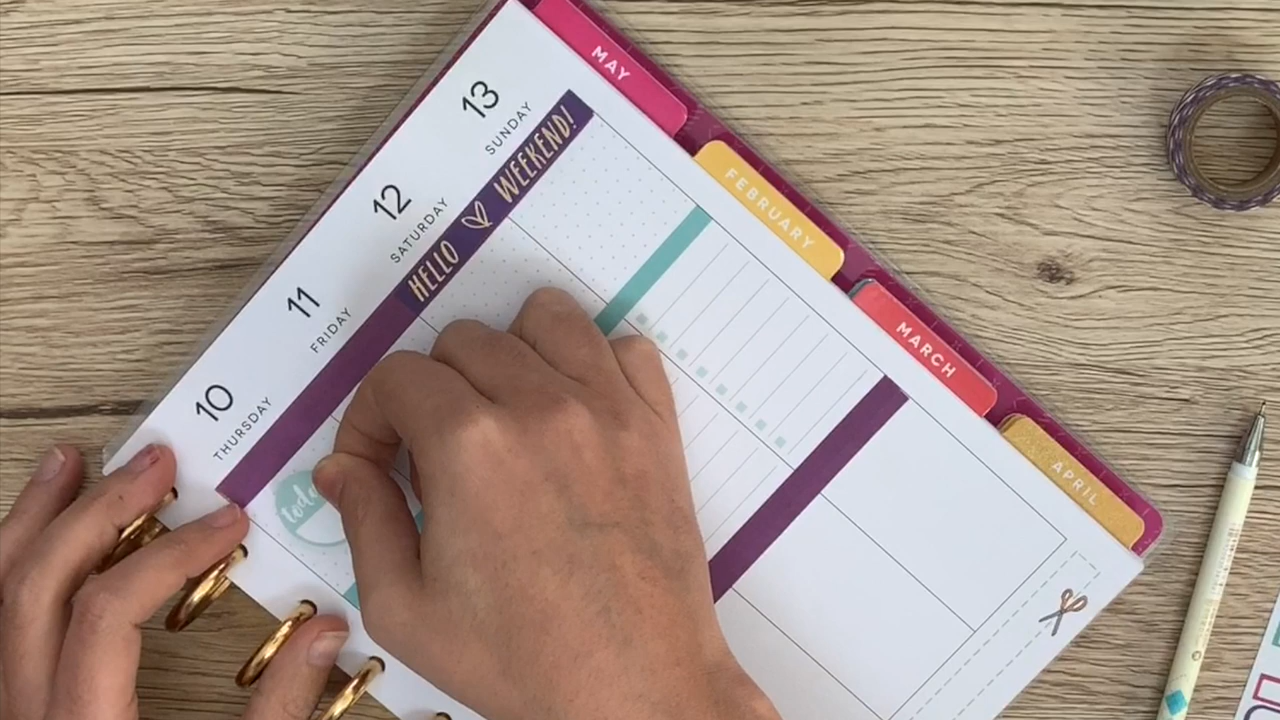 MAY
FEBRUARY
MARCH
APRIL
10
THURSDAY
11
FRIDAY
12
SATURDAY
13
SUNDAY
HELLO WEEKEND!